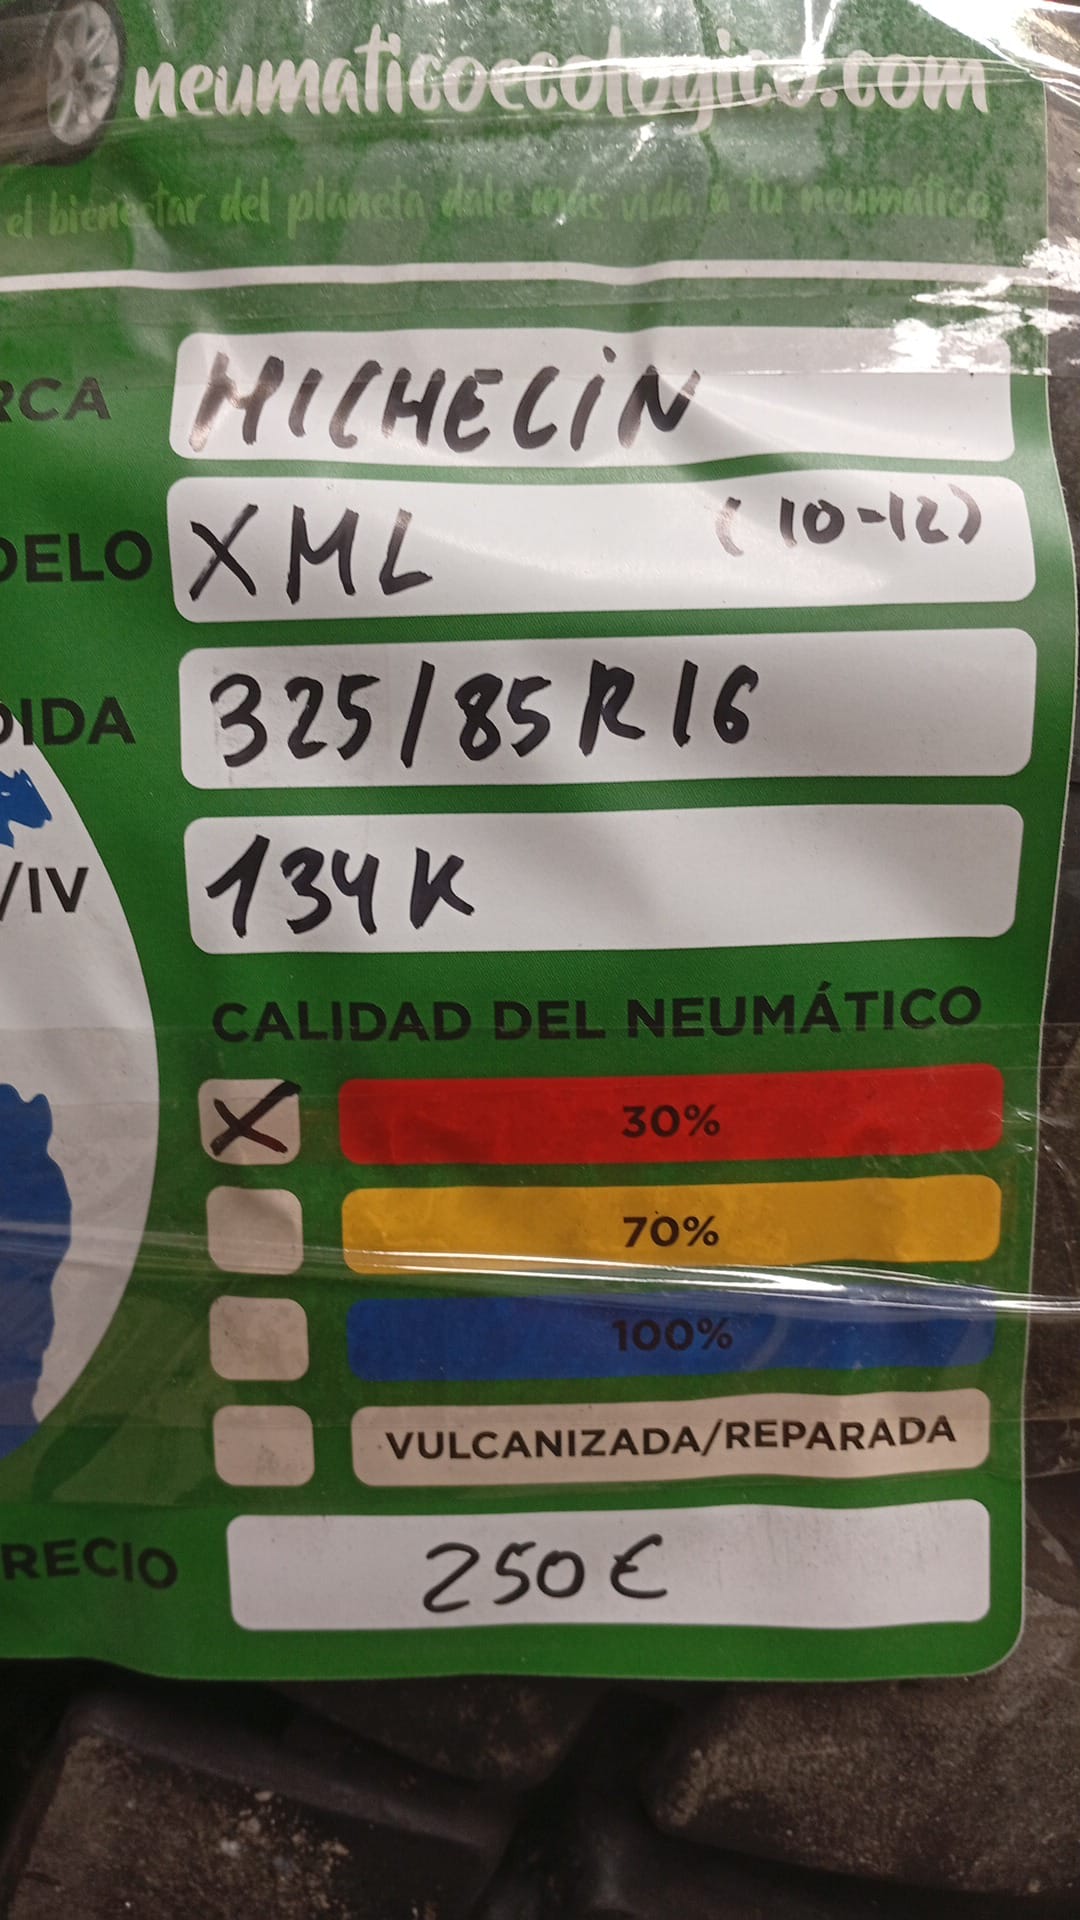 neumaticoecologico.com
el bienestar del planeta dale más vida a tu neumático
RCA MICHELIN
DELO XML (10-12)
DIDA 325/85R16
/IV 134K
CALIDAD DEL NEUMÁTICO
X 30%
70%
100%
VULCANIZADA/REPARADA
RECIO 250€